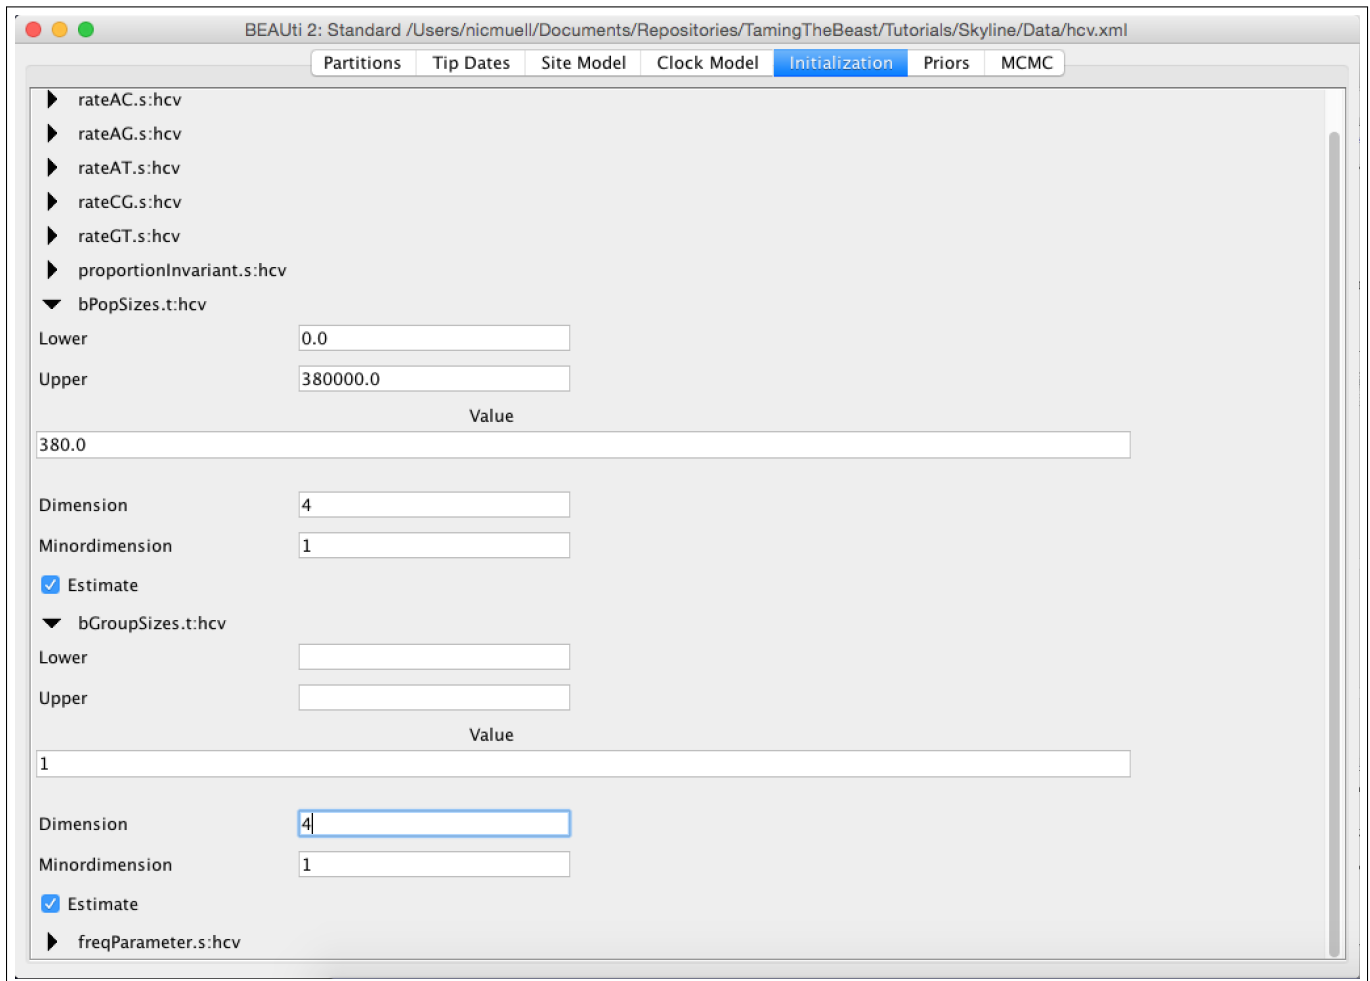 BEAUti 2: Standard /Users/nicmuell/Documents/Repositories/TamingTheBeast/Tutorials/Skyline/Data/hcv.xml
Partitions Tip Dates Site Model Clock Model Initialization Priors MCMC
rateAC.s:hcv
rateAG.s:hcv
rateAT.s:hcv
rateCG.s:hcv
rateGT.s:hcv
proportionInvariant.s:hcv
bPopSizes.t:hcv
Lower 0.0
Upper 380000.0
Value
380.0
Dimension 4
Minordimension 1
Estimate
bGroupSizes.t:hcv
Lower
Upper
Value
1
Dimension 4
Minordimension 1
Estimate
freqParameter.s:hcv